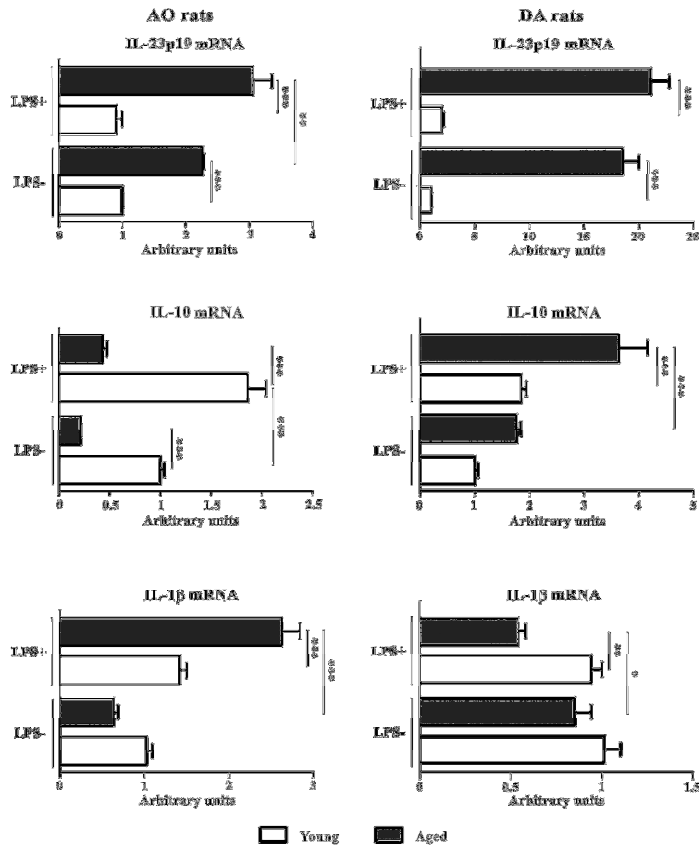 AO rats
DA rats
IL-23p19 mRNA
IL-23p19 mRNA
LPS+
***
**
LPS-
***
0 1 2 3 4
Arbitrary units
LPS+
***
LPS-
***
0 5 10 15 20 25
Arbitrary units
IL-10 mRNA
IL-10 mRNA
LPS+
***
***
LPS-
***
0 0.5 1 1.5 2 2.5
Arbitrary units
LPS+
***
***
LPS-
0 1 2 3 4 5
Arbitrary units
IL-1β mRNA
IL-1β mRNA
LPS+
***
***
LPS-
0 1 2 3
Arbitrary units
LPS+
**
*
LPS-
0 0.5 1 1.5
Arbitrary units
Young
Aged